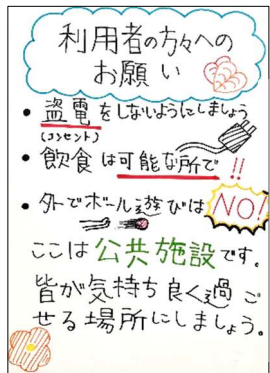 利用者の方々への
お願い
• 盗電をしないようにしましょう
(コンセント)
• 飲食は可能な所で!!
• 外でボール遊びはNO!
ここは公共施設です。
皆が気持ち良く過ご
せる場所にしましょう。